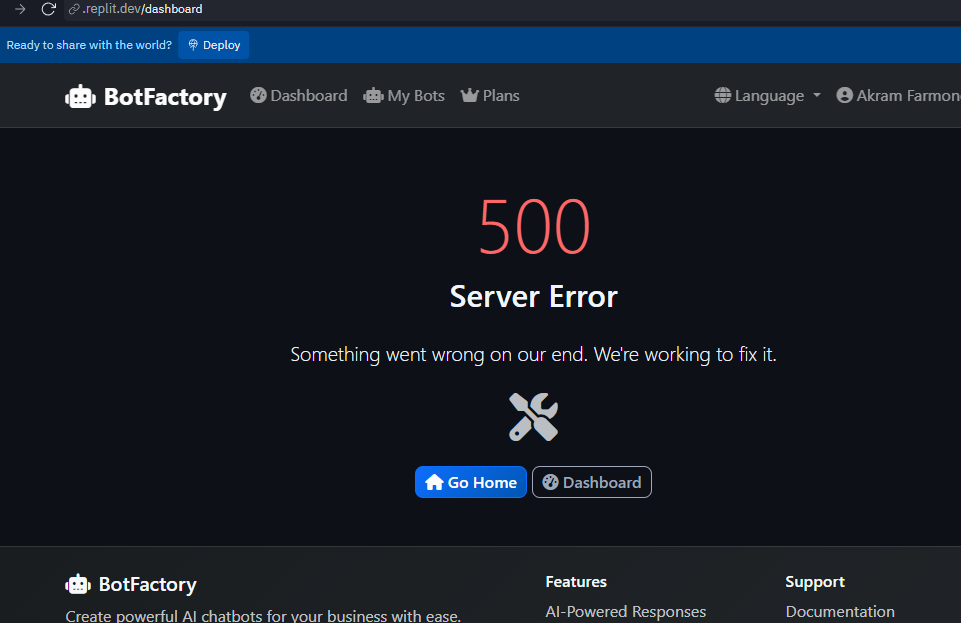 .replit.dev/dashboard
Ready to share with the world? Deploy
BotFactory Dashboard My Bots Plans Language Akram Farmon
500
Server Error
Something went wrong on our end. We're working to fix it.
Go Home Dashboard
BotFactory Features Support
Create powerful AI chatbots for your business with ease. AI-Powered Responses Documentation